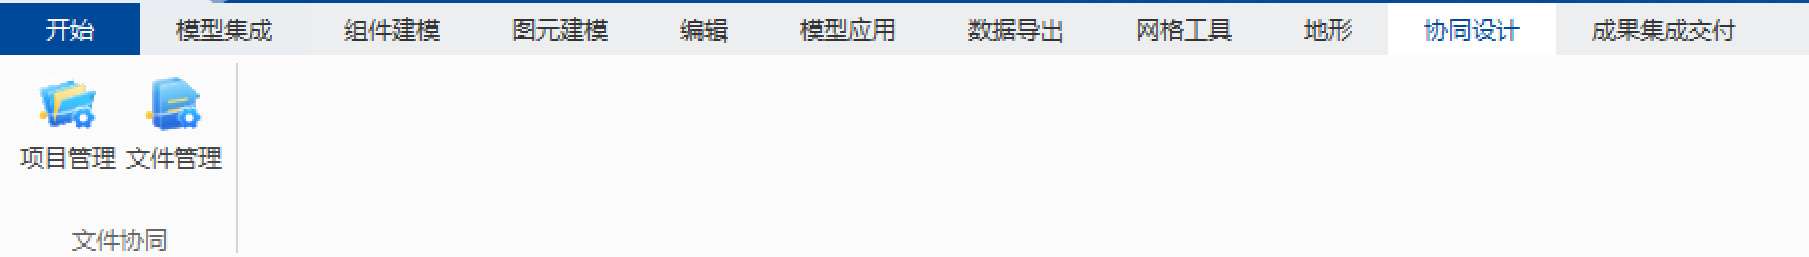 开始 模型集成 组件建模 图元建模 编辑 模型应用 数据导出 网格工具 地形 协同设计 成果集成交付
项目管理 文件管理
文件协同